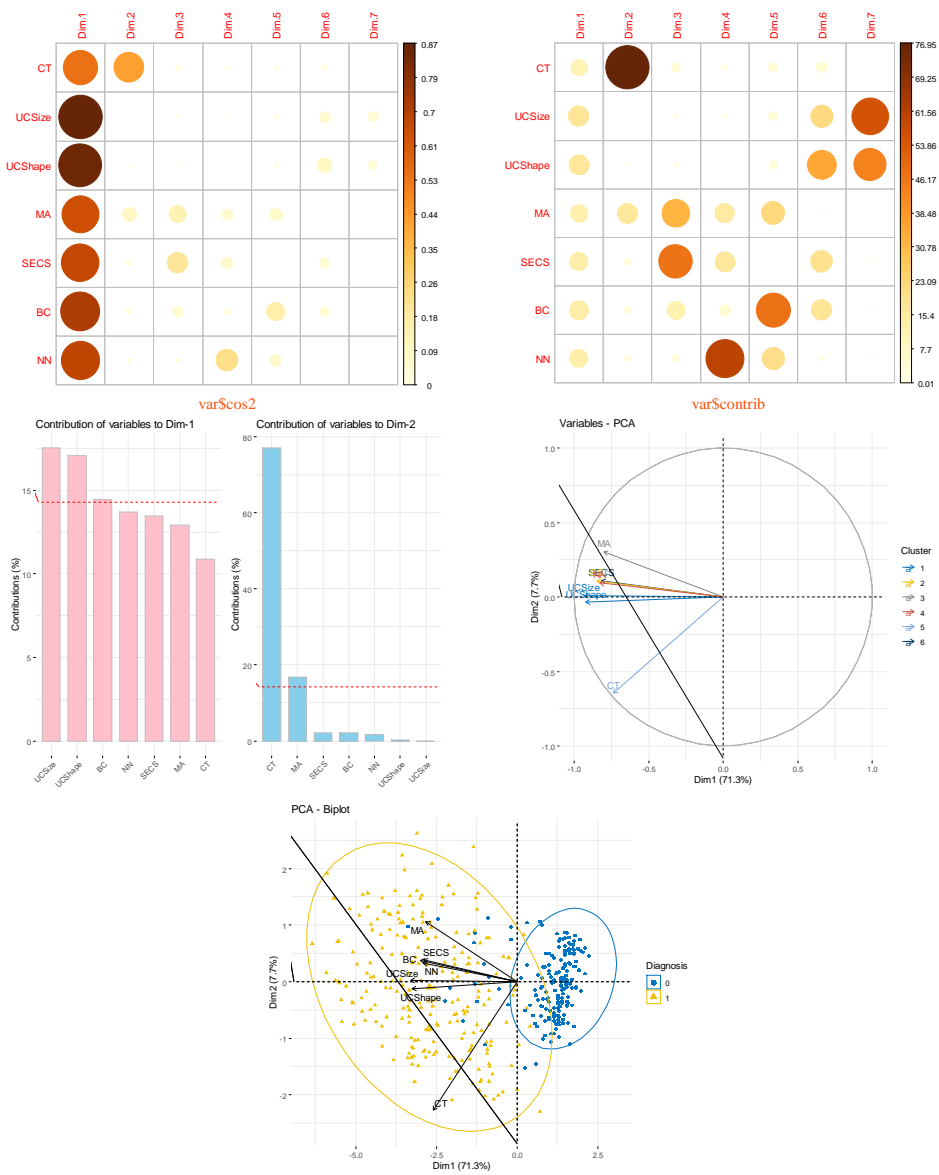 Dim.1 Dim.2 Dim.3 Dim.4 Dim.5 Dim.6 Dim.7
CT
UCSize
UCShape
MA
SECS
BC
NN
0.87
0.79
0.7
0.61
0.53
0.44
0.35
0.26
0.18
0.09
0
var$cos2
Dim.1 Dim.2 Dim.3 Dim.4 Dim.5 Dim.6 Dim.7
CT
UCSize
UCShape
MA
SECS
BC
NN
76.95
69.25
61.56
53.86
46.17
38.48
30.78
23.09
15.4
7.7
0.01
var$contrib
Contribution of variables to Dim-1
Contributions (%)
15
10
5
0
UCSize UCShape BC NN SECS MA CT
Contribution of variables to Dim-2
Contributions (%)
80
60
40
20
0
CT MA SECS BC NN UCShape UCSize
Variables - PCA
Dim2 (7.7%)
1.0
0.5
0.0
-0.5
-1.0
MA
SECS
UCSize
UCShape
CT
-1.0 -0.5 0.0 0.5 1.0
Dim1 (71.3%)
Cluster
1
2
3
4
5
6
PCA - Biplot
Dim2 (7.7%)
2
1
0
-1
-2
MA
SECS
BC
NN
UCSize
UCShape
CT
-5.0 -2.5 0.0 2.5
Dim1 (71.3%)
Diagnosis
0
1